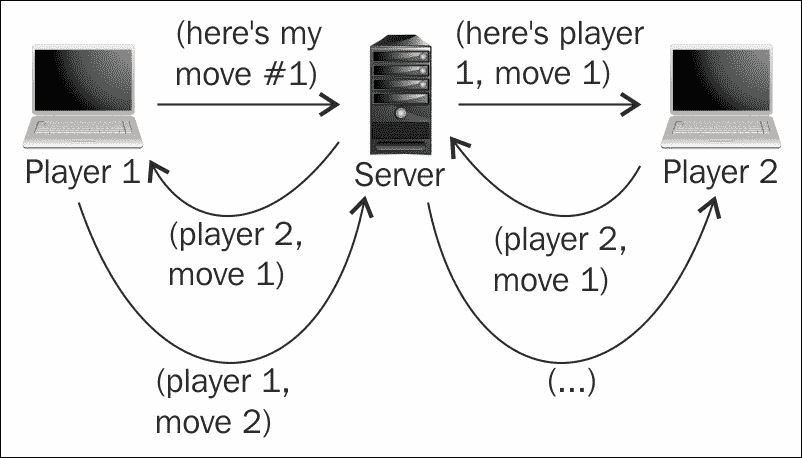 (here's my
move #1)
(here's player
1, move 1)
Player 1
Server
Player 2
(player 2,
move 1)
(player 2,
move 1)
(player 1,
move 2)
(...)